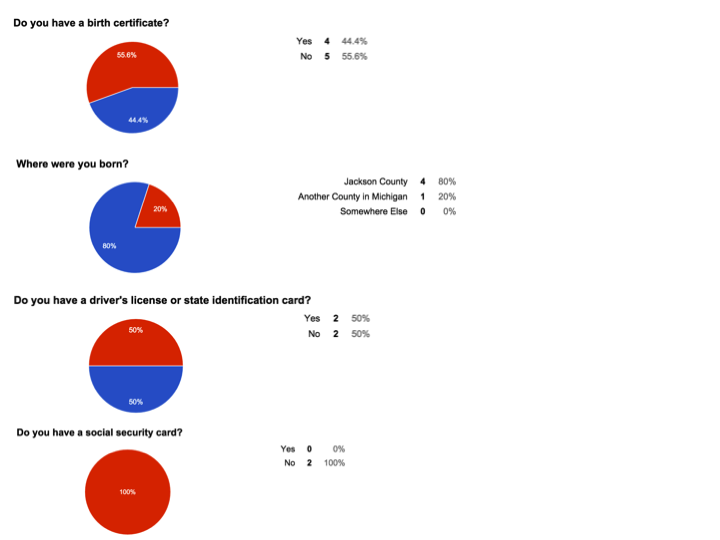 Do you have a birth certificate?
Yes 4 44.4%
No 5 55.6%
55.6%
44.4%
Where were you born?
Jackson County 4 80%
Another County in Michigan 1 20%
Somewhere Else 0 0%
20%
80%
Do you have a driver's license or state identification card?
Yes 2 50%
No 2 50%
50%
50%
Do you have a social security card?
Yes 0 0%
No 2 100%
100%